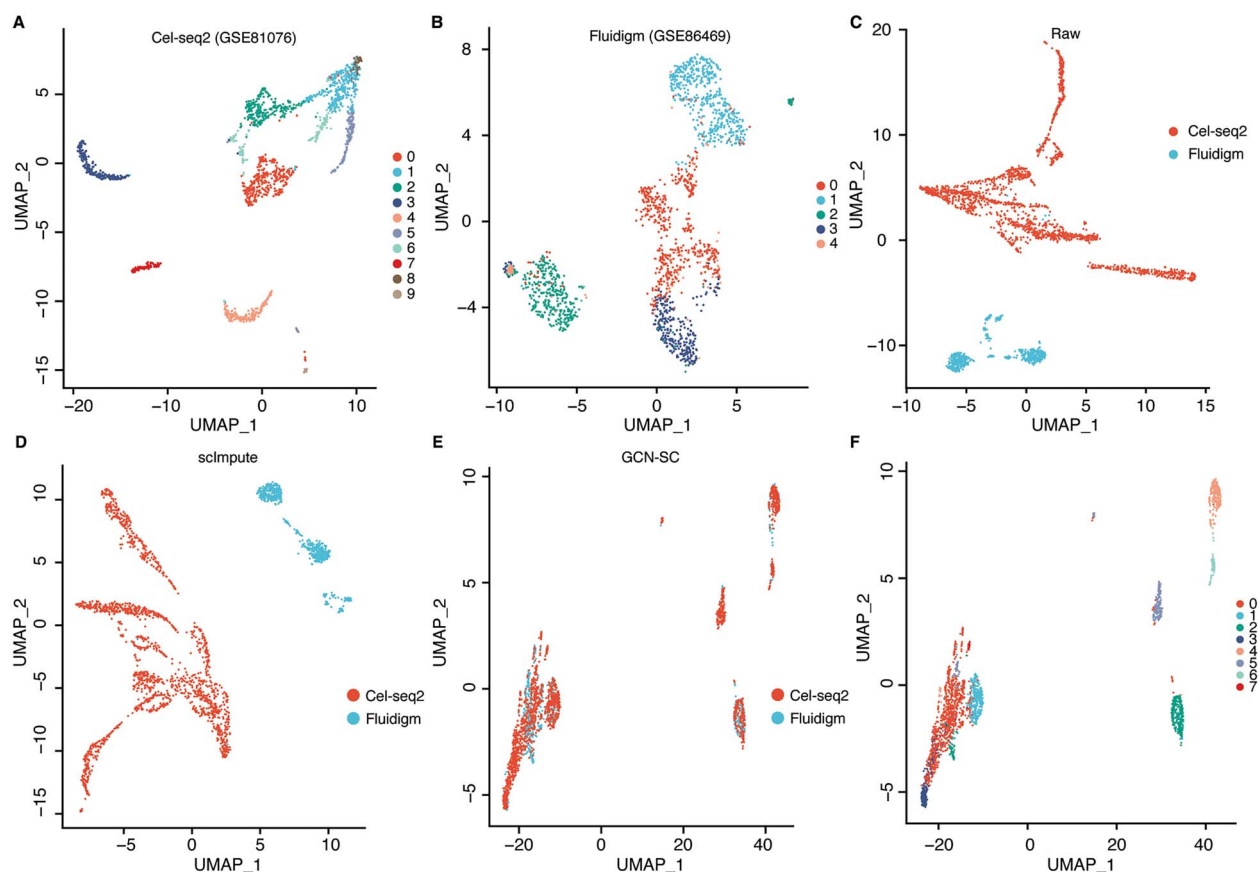 A
Cel-seq2 (GSE81076)
UMAP_2
5
0
−5
−10
−15
−20
−10
0
10
UMAP_1
0
1
2
3
4
5
6
7
8
9
B
Fluidigm (GSE86469)
UMAP_2
8
4
0
−4
−10
−5
0
5
UMAP_1
0
1
2
3
4
C
Raw
UMAP_2
20
10
0
−10
−10
−5
0
5
10
15
UMAP_1
Cel-seq2
Fluidigm
D
scImpute
UMAP_2
10
5
0
−5
−10
−15
−5
0
5
10
UMAP_1
Cel-seq2
Fluidigm
E
GCN-SC
UMAP_2
10
5
0
−5
−20
0
20
40
UMAP_1
Cel-seq2
Fluidigm
F
UMAP_2
10
5
0
−5
−20
0
20
40
UMAP_1
0
1
2
3
4
5
6
7